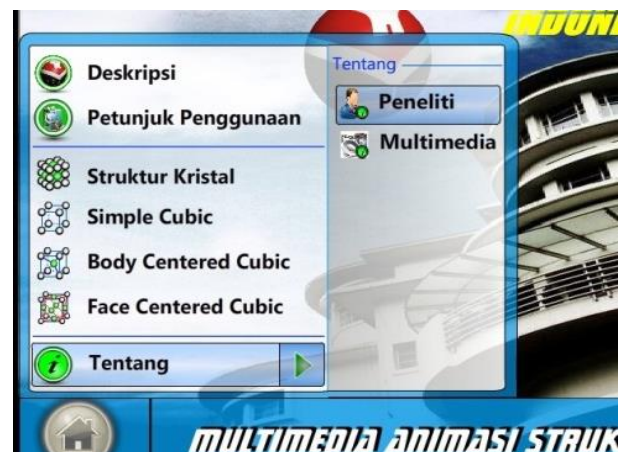 Deskripsi
Petunjuk Penggunaan
Struktur Kristal
Simple Cubic
Body Centered Cubic
Face Centered Cubic
Tentang
Tentang
Peneliti
Multimedia
MULTIMEDIA ANIMASI